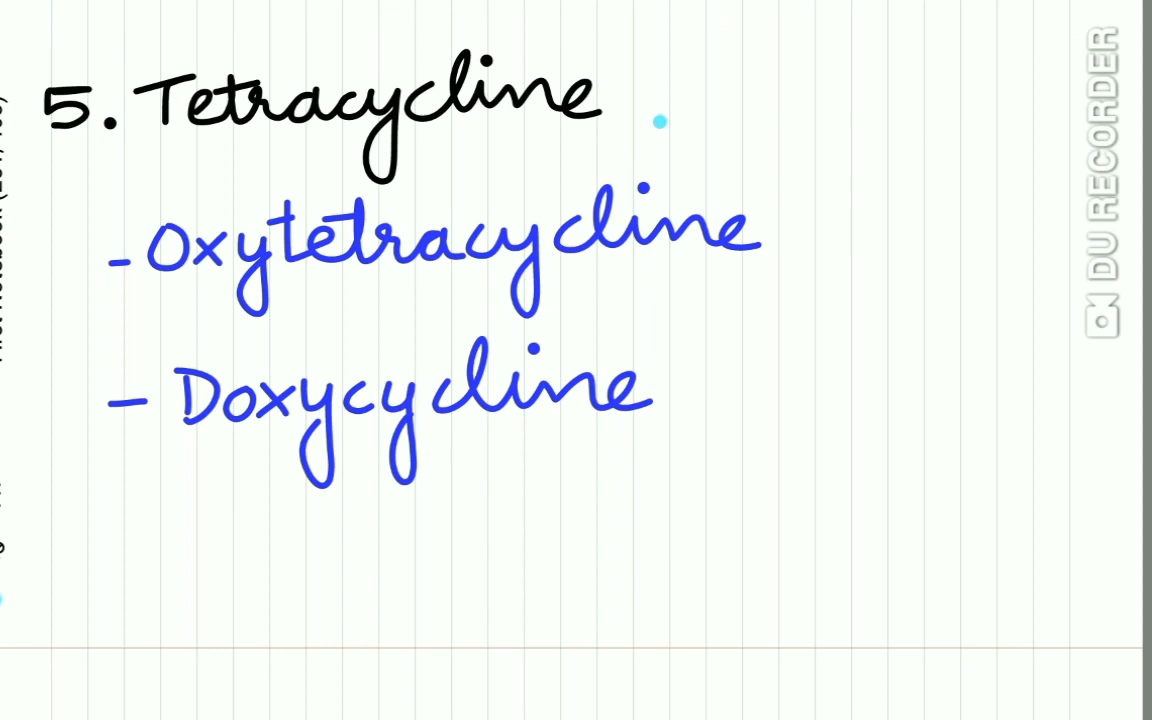 5. Tetracycline
- Oxytetracycline
- Doxycycline
DU RECORDER